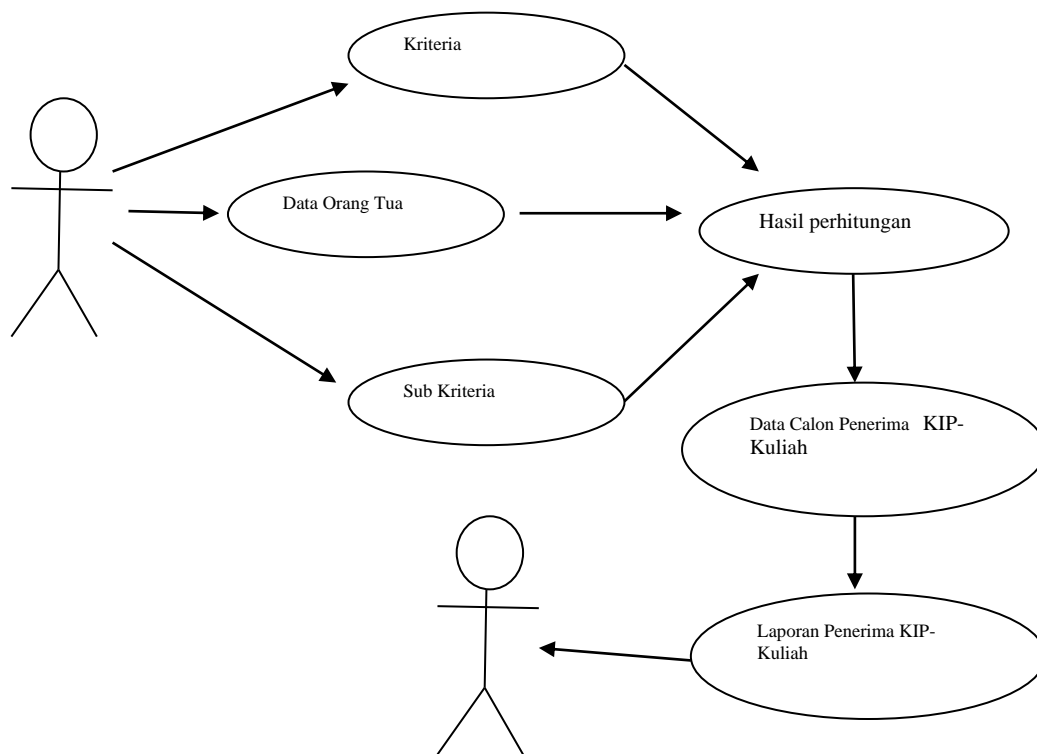 Kriteria
Data Orang Tua
Hasil perhitungan
Sub Kriteria
Data Calon Penerima KIP-
Kuliah
Laporan Penerima KIP-
Kuliah